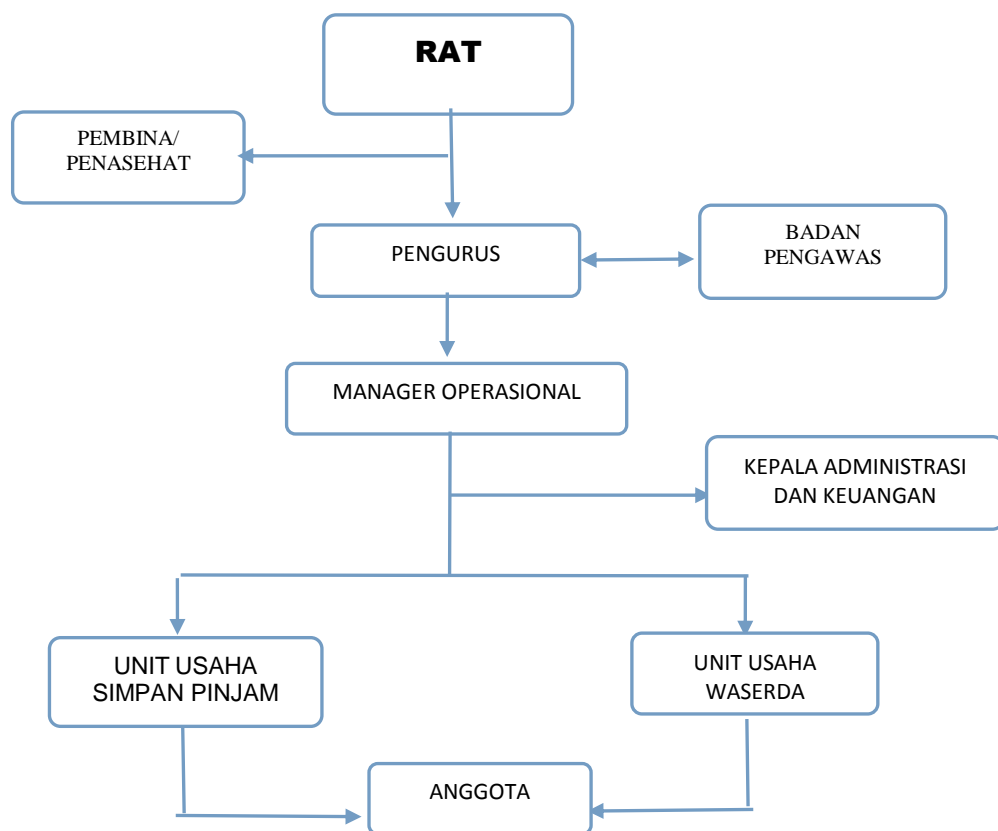 RAT
PEMBINA/
PENASEHAT
PENGURUS
BADAN
PENGAWAS
MANAGER OPERASIONAL
KEPALA ADMINISTRASI
DAN KEUANGAN
UNIT USAHA
SIMPAN PINJAM
UNIT USAHA
WASERDA
ANGGOTA